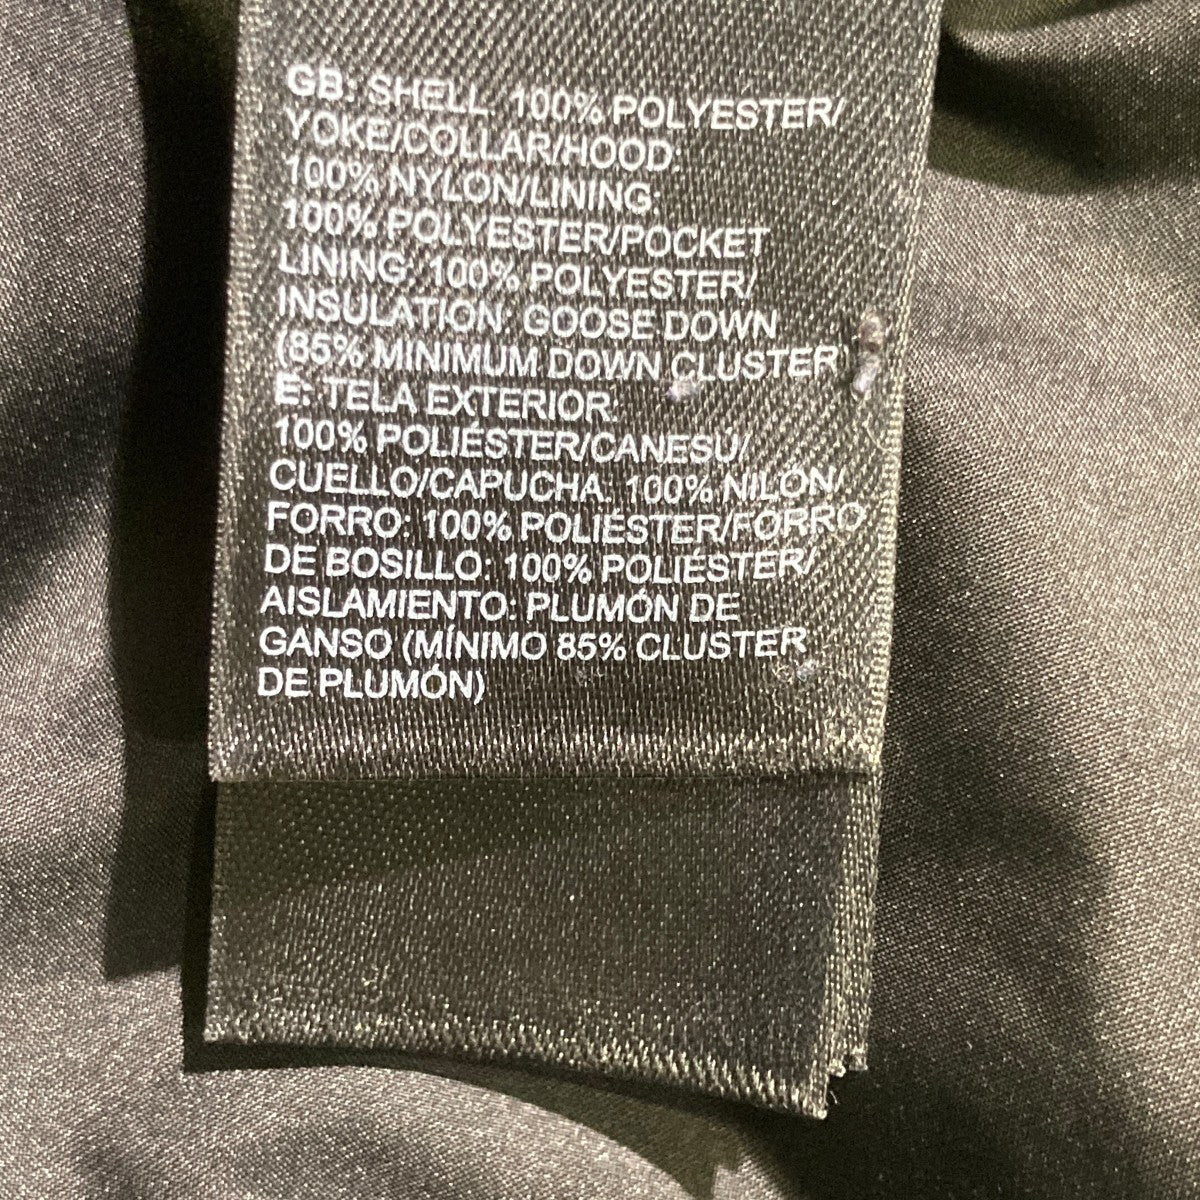 GB: SHELL: 100% POLYESTER/
YOKE/COLLAR/HOOD:
100% NYLON/LINING:
100% POLYESTER/POCKET
LINING: 100% POLYESTER/
INSULATION: GOOSE DOWN
(85% MINIMUM DOWN CLUSTER)
E: TELA EXTERIOR:
100% POLIÉSTER/CANESU/
CUELLO/CAPUCHA: 100% NILÓN/
FORRO: 100% POLIÉSTER/FORRO
DE BOSILLO: 100% POLIÉSTER/
AISLAMIENTO: PLUMÓN DE
GANSO (MÍNIMO 85% CLUSTER
DE PLUMÓN)